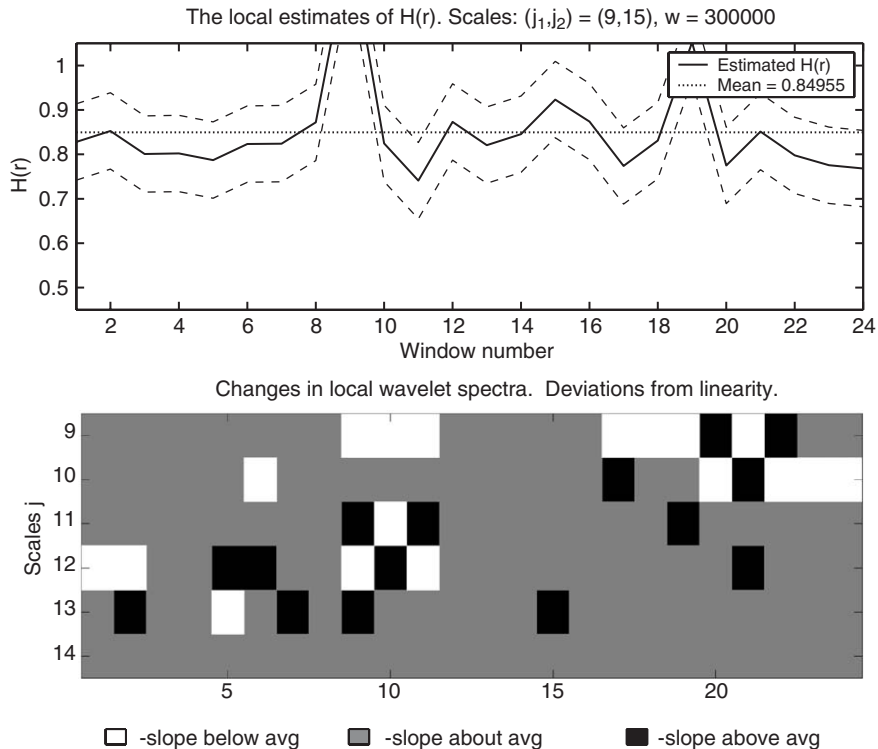 The local estimates of H(r). Scales: (j1,j2) = (9,15), w = 300000
1
0.9
0.8
0.7
0.6
0.5
H(r)
Estimated H(r)
Mean = 0.84955
2 4 6 8 10 12 14 16 18 20 22 24
Window number
Changes in local wavelet spectra. Deviations from linearity.
9
10
11
12
13
14
Scales j
5 10 15 20
-slope below avg -slope about avg -slope above avg